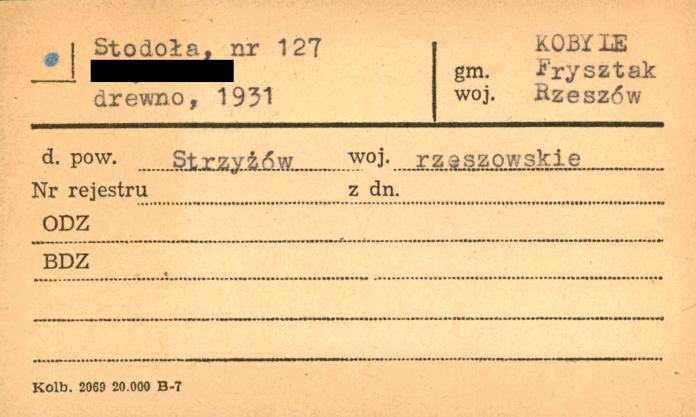 Stodoła, nr 127
drewno, 1931
KOBYLE
gm. Frysztak
woj. Rzeszów
d. pow. Strzyżów woj. rzeszowskie
Nr rejestru z dn.
ODZ
BDZ
Kolb. 2069 20.000 B-7